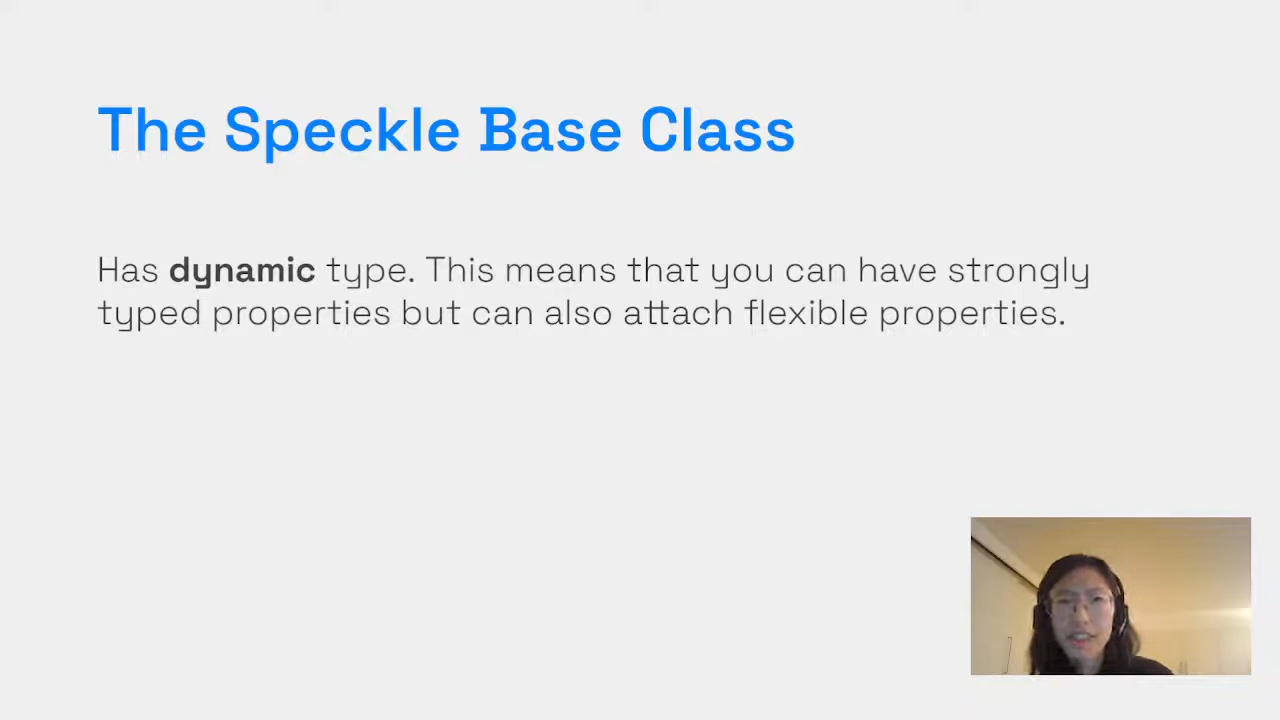 The Speckle Base Class
Has dynamic type. This means that you can have strongly
typed properties but can also attach flexible properties.